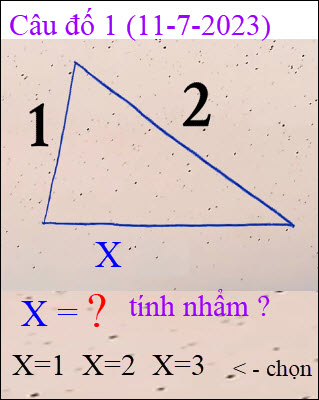 Câu đố 1 (11-7-2023)
1
2
X
X = ? tính nhẩm ?
X=1 X=2 X=3 < - chọn